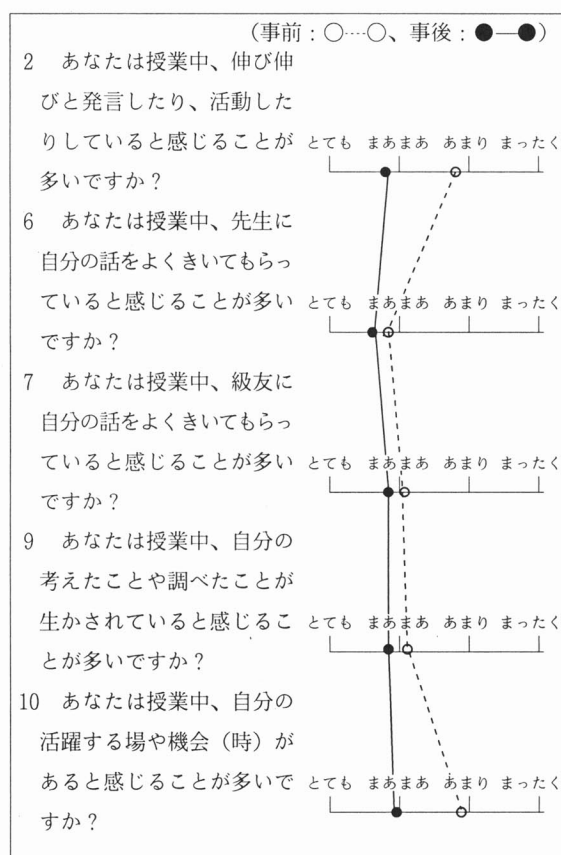 (事前：○…○、事後：●—●)
2　あなたは授業中、伸び伸
びと発言したり、活動した
りしていると感じることが
多いですか？
とても　まあまあ　あまり　まったく
6　あなたは授業中、先生に
自分の話をよくきいてもらっ
ていると感じることが多い
ですか？
とても　まあまあ　あまり　まったく
7　あなたは授業中、級友に
自分の話をよくきいてもらっ
ていると感じることが多い
ですか？
とても　まあまあ　あまり　まったく
9　あなたは授業中、自分の
考えたことや調べたことが
生かされていると感じるこ
とが多いですか？
とても　まあまあ　あまり　まったく
10　あなたは授業中、自分の
活躍する場や機会（時）が
あると感じることが多いで
すか？
とても　まあまあ　あまり　まったく